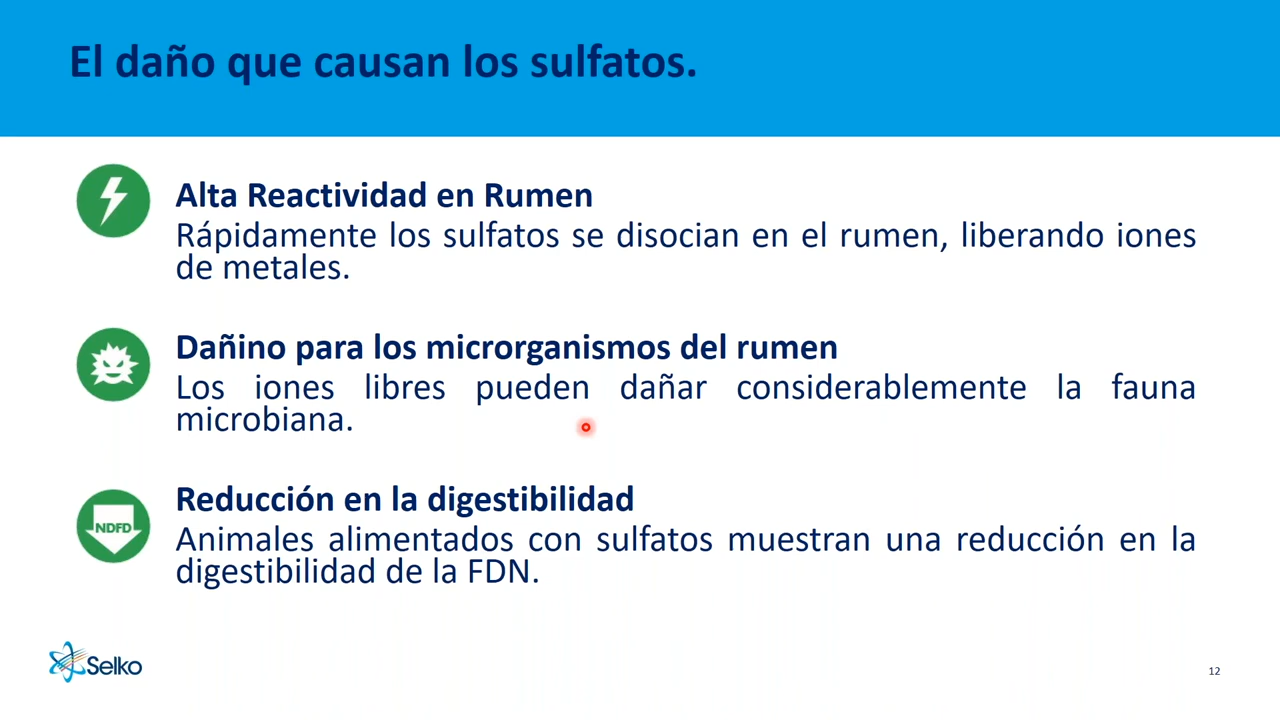 El daño que causan los sulfatos.
Alta Reactividad en Rumen
Rápidamente los sulfatos se disocian en el rumen, liberando iones
de metales.
Dañino para los microrganismos del rumen
Los iones libres pueden dañar considerablemente la fauna
microbiana.
Reducción en la digestibilidad
NDFD
Animales alimentados con sulfatos muestran una reducción en la
digestibilidad de la FDN.
Selko
12